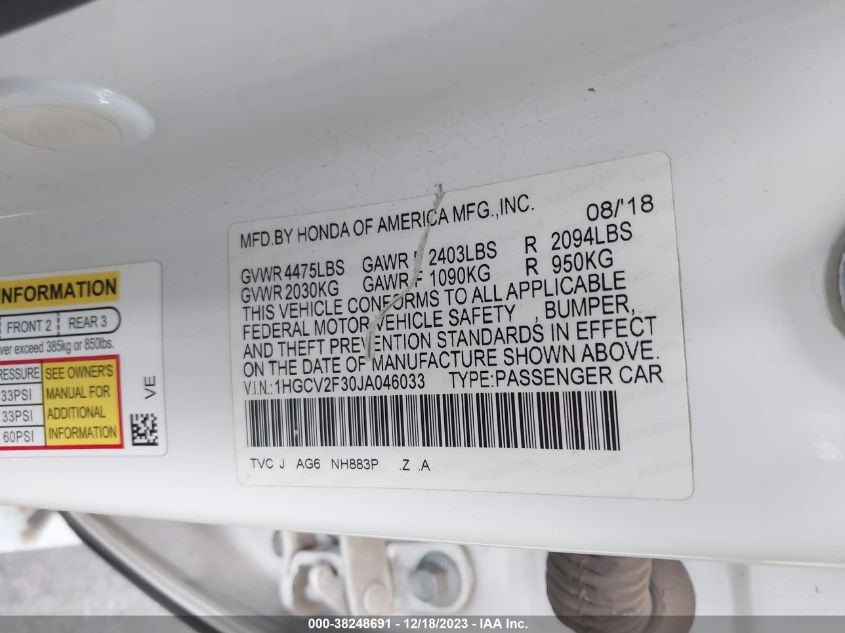 MFD.BY HONDA OF AMERICA MFG.,INC. 08/'18
GVWR 4475LBS GAWR F 2403LBS R 2094LBS
GVWR 2030KG GAWR F 1090KG R 950KG
THIS VEHICLE CONFORMS TO ALL APPLICABLE
FEDERAL MOTOR VEHICLE SAFETY , BUMPER,
AND THEFT PREVENTION STANDARDS IN EFFECT
ON THE DATE OF MANUFACTURE SHOWN ABOVE.
V.I.N.:1HGCV2F30JA046033 TYPE:PASSENGER CAR
TVC J AG6 NH883P .Z .A
INFORMATION
FRONT 2 REAR 3
exceed 385kg or 850lbs.
SEE OWNER'S
33PSI MANUAL FOR
33PSI ADDITIONAL
60PSI INFORMATION
VE
000-38248691 - 12/18/2023 - IAA Inc.